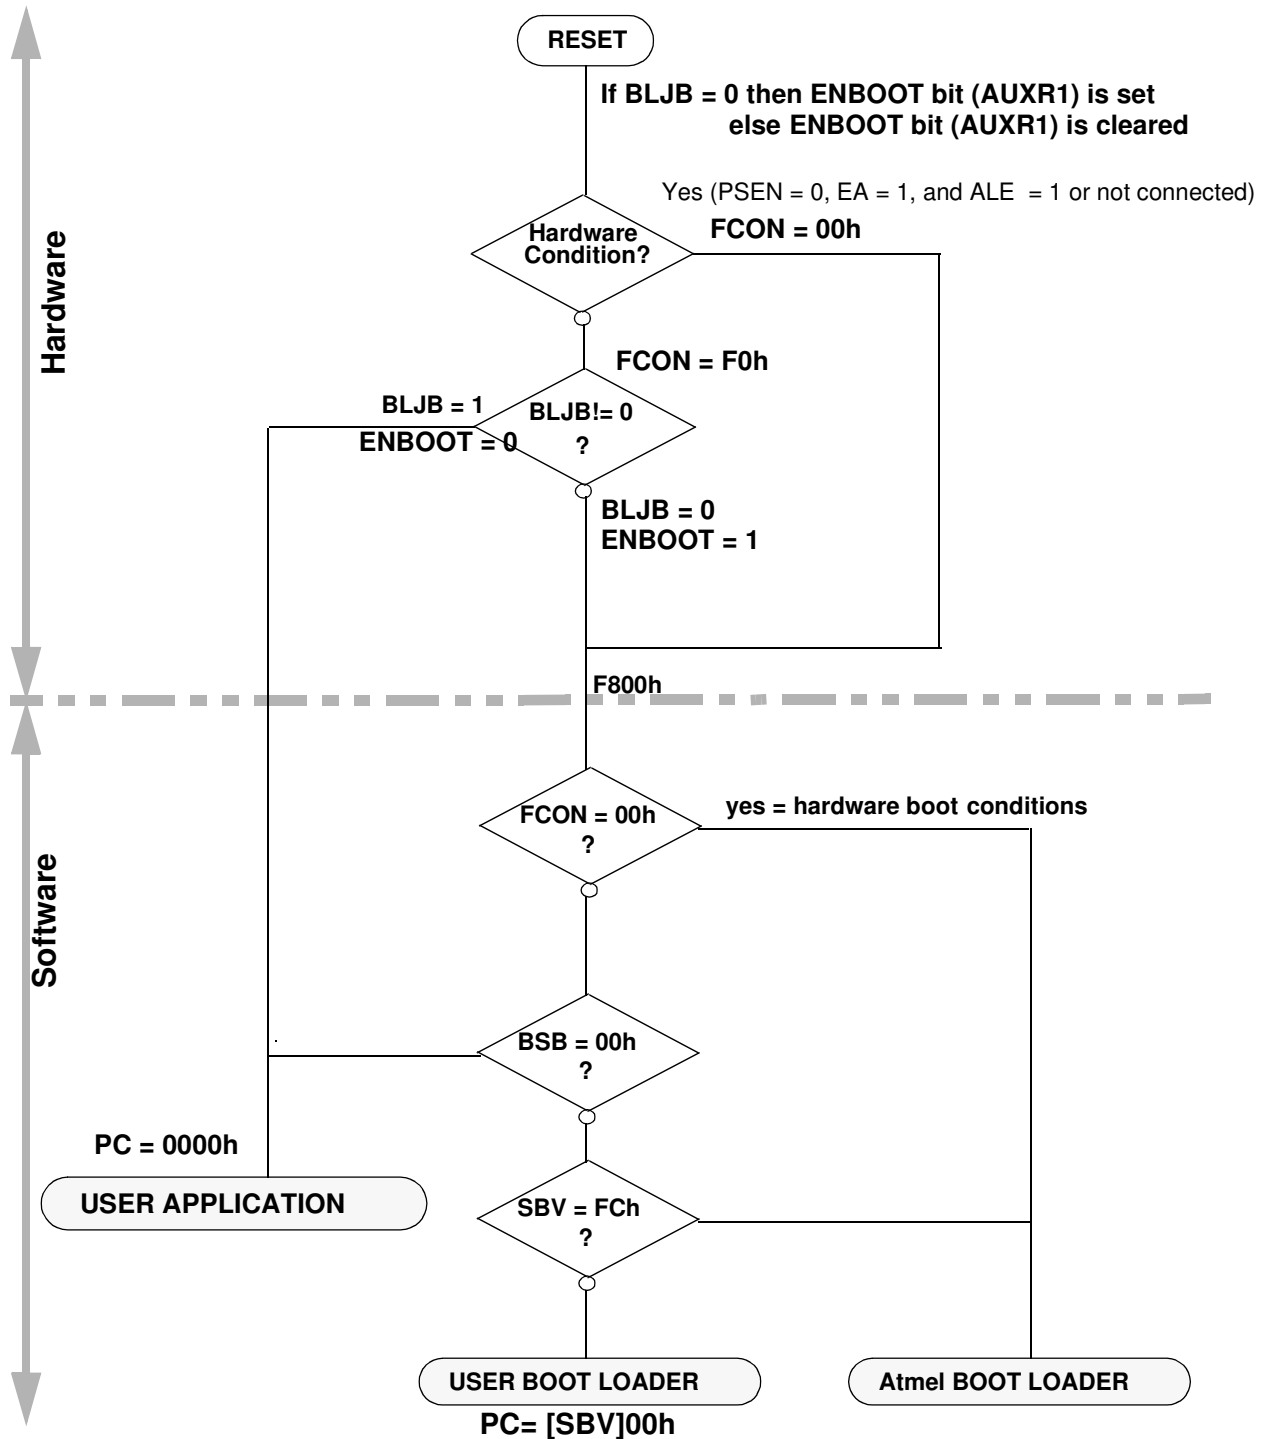 RESET
If BLJB = 0 then ENBOOT bit (AUXR1) is set
else ENBOOT bit (AUXR1) is cleared
Yes (PSEN = 0, EA = 1, and ALE = 1 or not connected)
FCON = 00h
Hardware
Condition?
Hardware
FCON = F0h
BLJB = 1
ENBOOT = 0
BLJB!= 0
?
BLJB = 0
ENBOOT = 1
F800h
FCON = 00h
?
yes = hardware boot conditions
Software
BSB = 00h
?
PC = 0000h
USER APPLICATION
SBV = FCh
?
USER BOOT LOADER
PC= [SBV]00h
Atmel BOOT LOADER